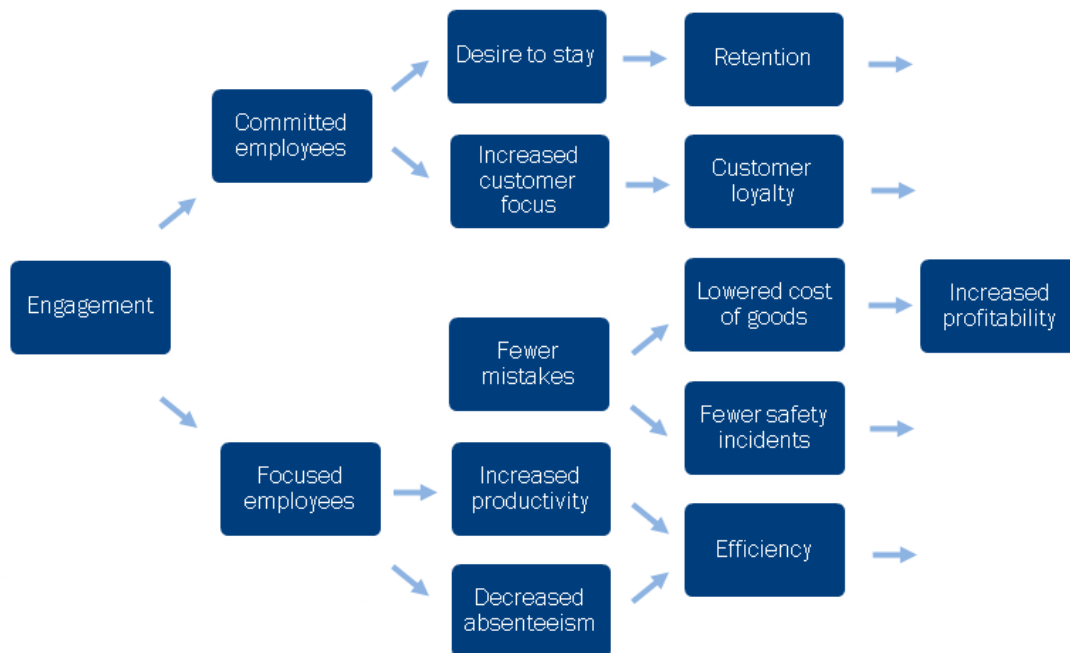 Desire to stay
Retention
Committed
employees
Increased
customer
focus
Customer
loyalty
Engagement
Lowered cost
of goods
Increased
profitability
Fewer
mistakes
Fewer safety
incidents
Focused
employees
Increased
productivity
Efficiency
Decreased
absenteeism